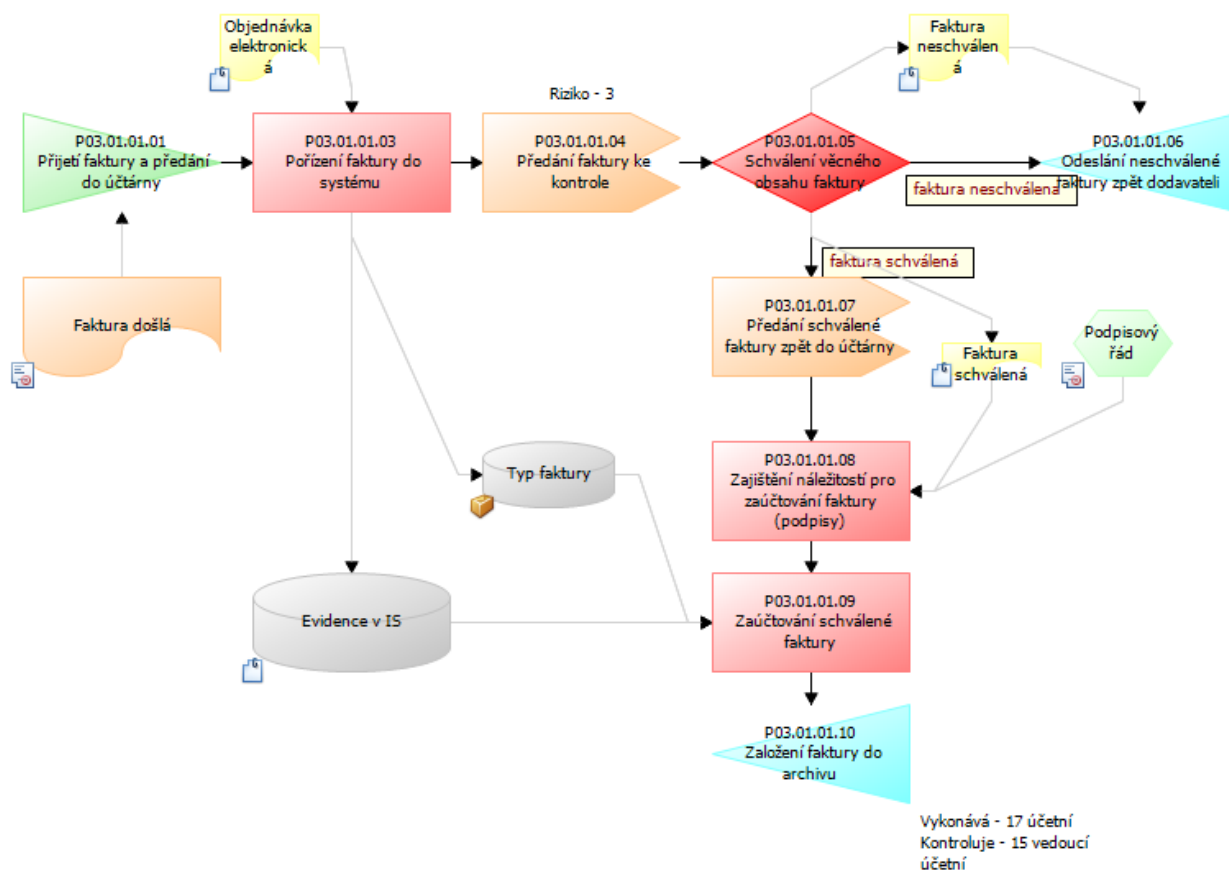 Objednávka
elektronick
á
Faktura
neschválen
á
Riziko - 3
P03.01.01.01
Přijetí faktury a předání
do účtárny
P03.01.01.03
Pořízení faktury do
systému
P03.01.01.04
Předání faktury ke
kontrole
P03.01.01.05
Schválení věcného
obsahu faktury
P03.01.01.06
Odeslání neschválené
faktury zpět dodavateli
faktura neschválena
faktura schválená
Faktura došlá
P03.01.01.07
Předání schválené
faktury zpět do účtárny
Faktura
schválená
Podpisový
řád
Typ faktury
P03.01.01.08
Zajištění náležitostí pro
zaúčtování faktury
(podpisy)
Evidence v IS
P03.01.01.09
Zaúčtování schválené
faktury
P03.01.01.10
Založení faktury do
archivu
Vykonává - 17 účetní
Kontroluje - 15 vedoucí
účetní